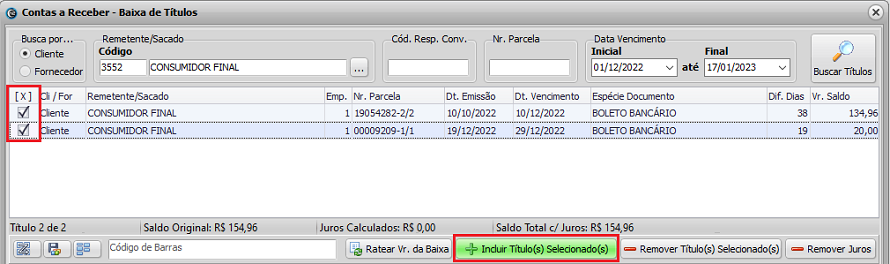 Contas a Receber - Baixa de Títulos
Busca por...
Cliente
Fornecedor
Remetente/Sacado
Código
3552 CONSUMIDOR FINAL ...
Cód. Resp. Conv.
Nr. Parcela
Data Vencimento
Inicial Final
01/12/2022 até 17/01/2023
Buscar Títulos
[ X ] Cli / For Remetente/Sacado Emp. Nr. Parcela Dt. Emissão Dt. Vencimento Espécie Documento Dif. Dias Vr. Saldo
Cliente CONSUMIDOR FINAL 1 19054282-2/2 10/10/2022 10/12/2022 BOLETO BANCÁRIO 38 134,96
Cliente CONSUMIDOR FINAL 1 00009209-1/1 19/12/2022 29/12/2022 BOLETO BANCÁRIO 19 20,00
Título 2 de 2 Saldo Original: R$ 154,96 Juros Calculados: R$ 0,00 Saldo Total c/ Juros: R$ 154,96
Código de Barras Ratear Vr. da Baixa Incluir Título(s) Selecionado(s) Remover Título(s) Selecionado(s) Remover Juros